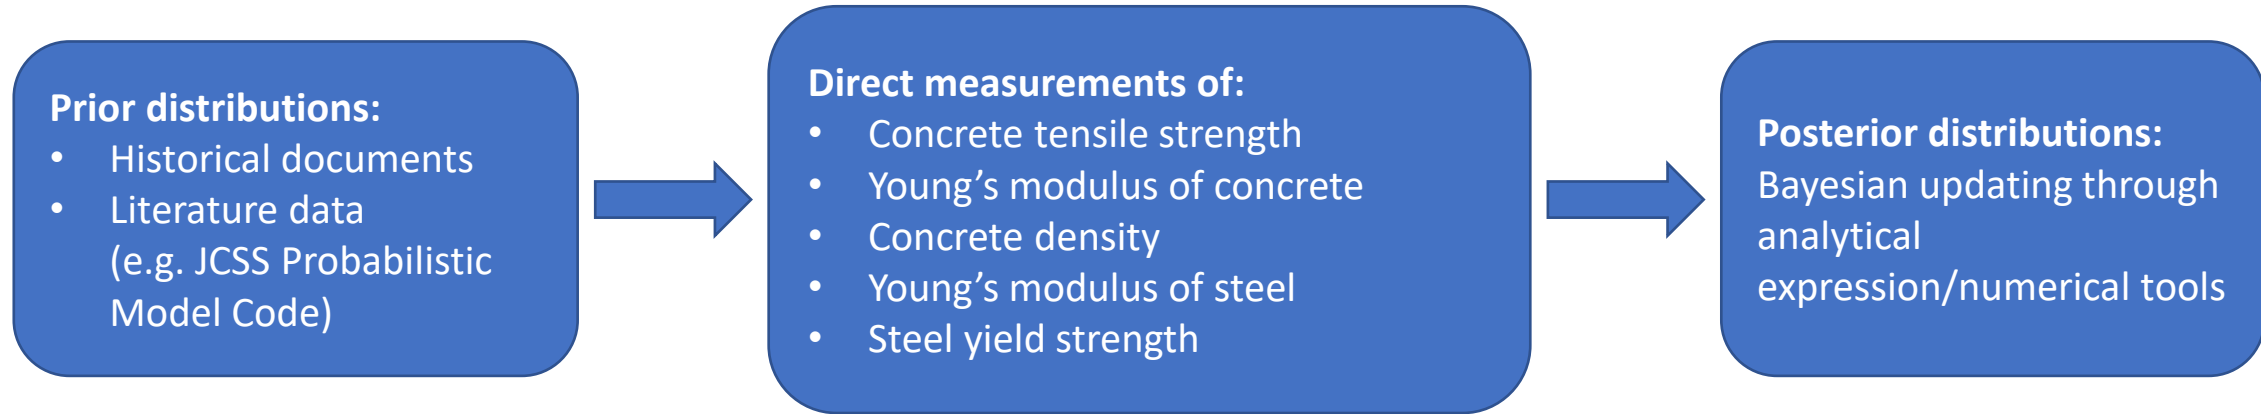 Prior distributions:
• Historical documents
• Literature data
(e.g. JCSS Probabilistic
Model Code)
Direct measurements of:
• Concrete tensile strength
• Young’s modulus of concrete
• Concrete density
• Young’s modulus of steel
• Steel yield strength
Posterior distributions:
Bayesian updating through
analytical
expression/numerical tools